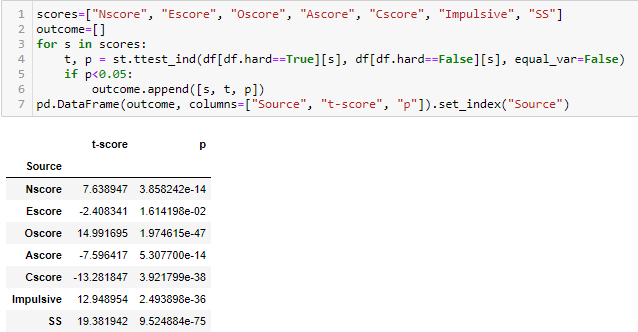 1 scores=["Nscore", "Escore", "Oscore", "Ascore", "Cscore", "Impulsive", "SS"]
2 outcome=[]
3 for s in scores:
4     t, p = st.ttest_ind(df[df.hard==True][s], df[df.hard==False][s], equal_var=False)
5     if p<0.05:
6         outcome.append([s, t, p])
7 pd.DataFrame(outcome, columns=["Source", "t-score", "p"]).set_index("Source")
t-score p
Source
Nscore 7.638947 3.858242e-14
Escore -2.408341 1.614198e-02
Oscore 14.991695 1.974615e-47
Ascore -7.596417 5.307700e-14
Cscore -13.281847 3.921799e-38
Impulsive 12.948954 2.493898e-36
SS 19.381942 9.524884e-75